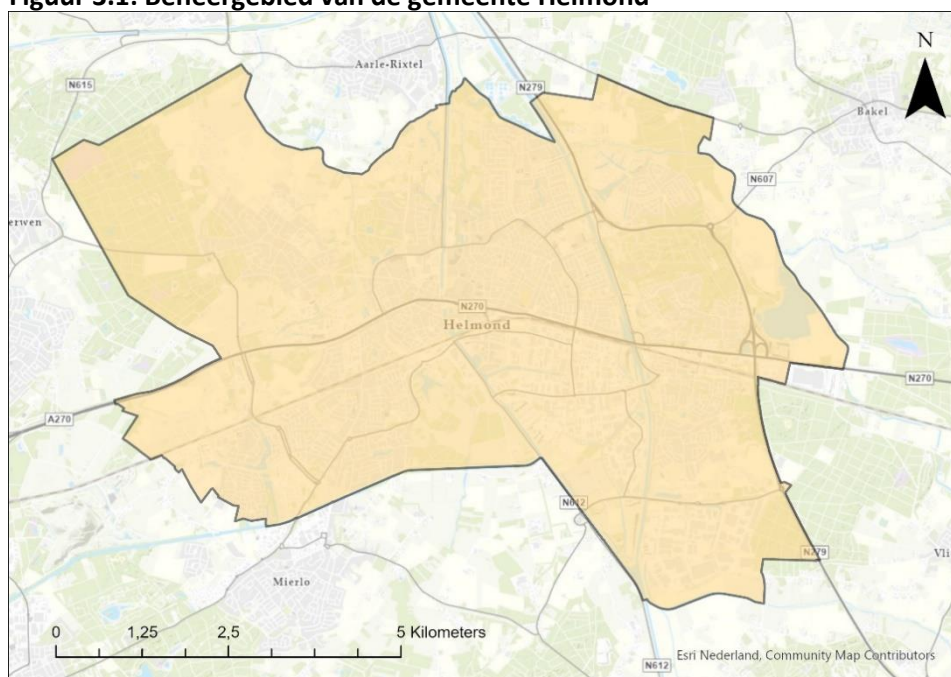 Figuur 3.1: Beheergebied van de gemeente Helmond
N
Aarle-Rixtel
N615
N279
Bakel
N607
erwen
N270
Helmond
N270
A270
N612
N279
Vli
Mierlo
0 1,25 2,5 5 Kilometers
Esri Nederland, Community Map Contributors
N612